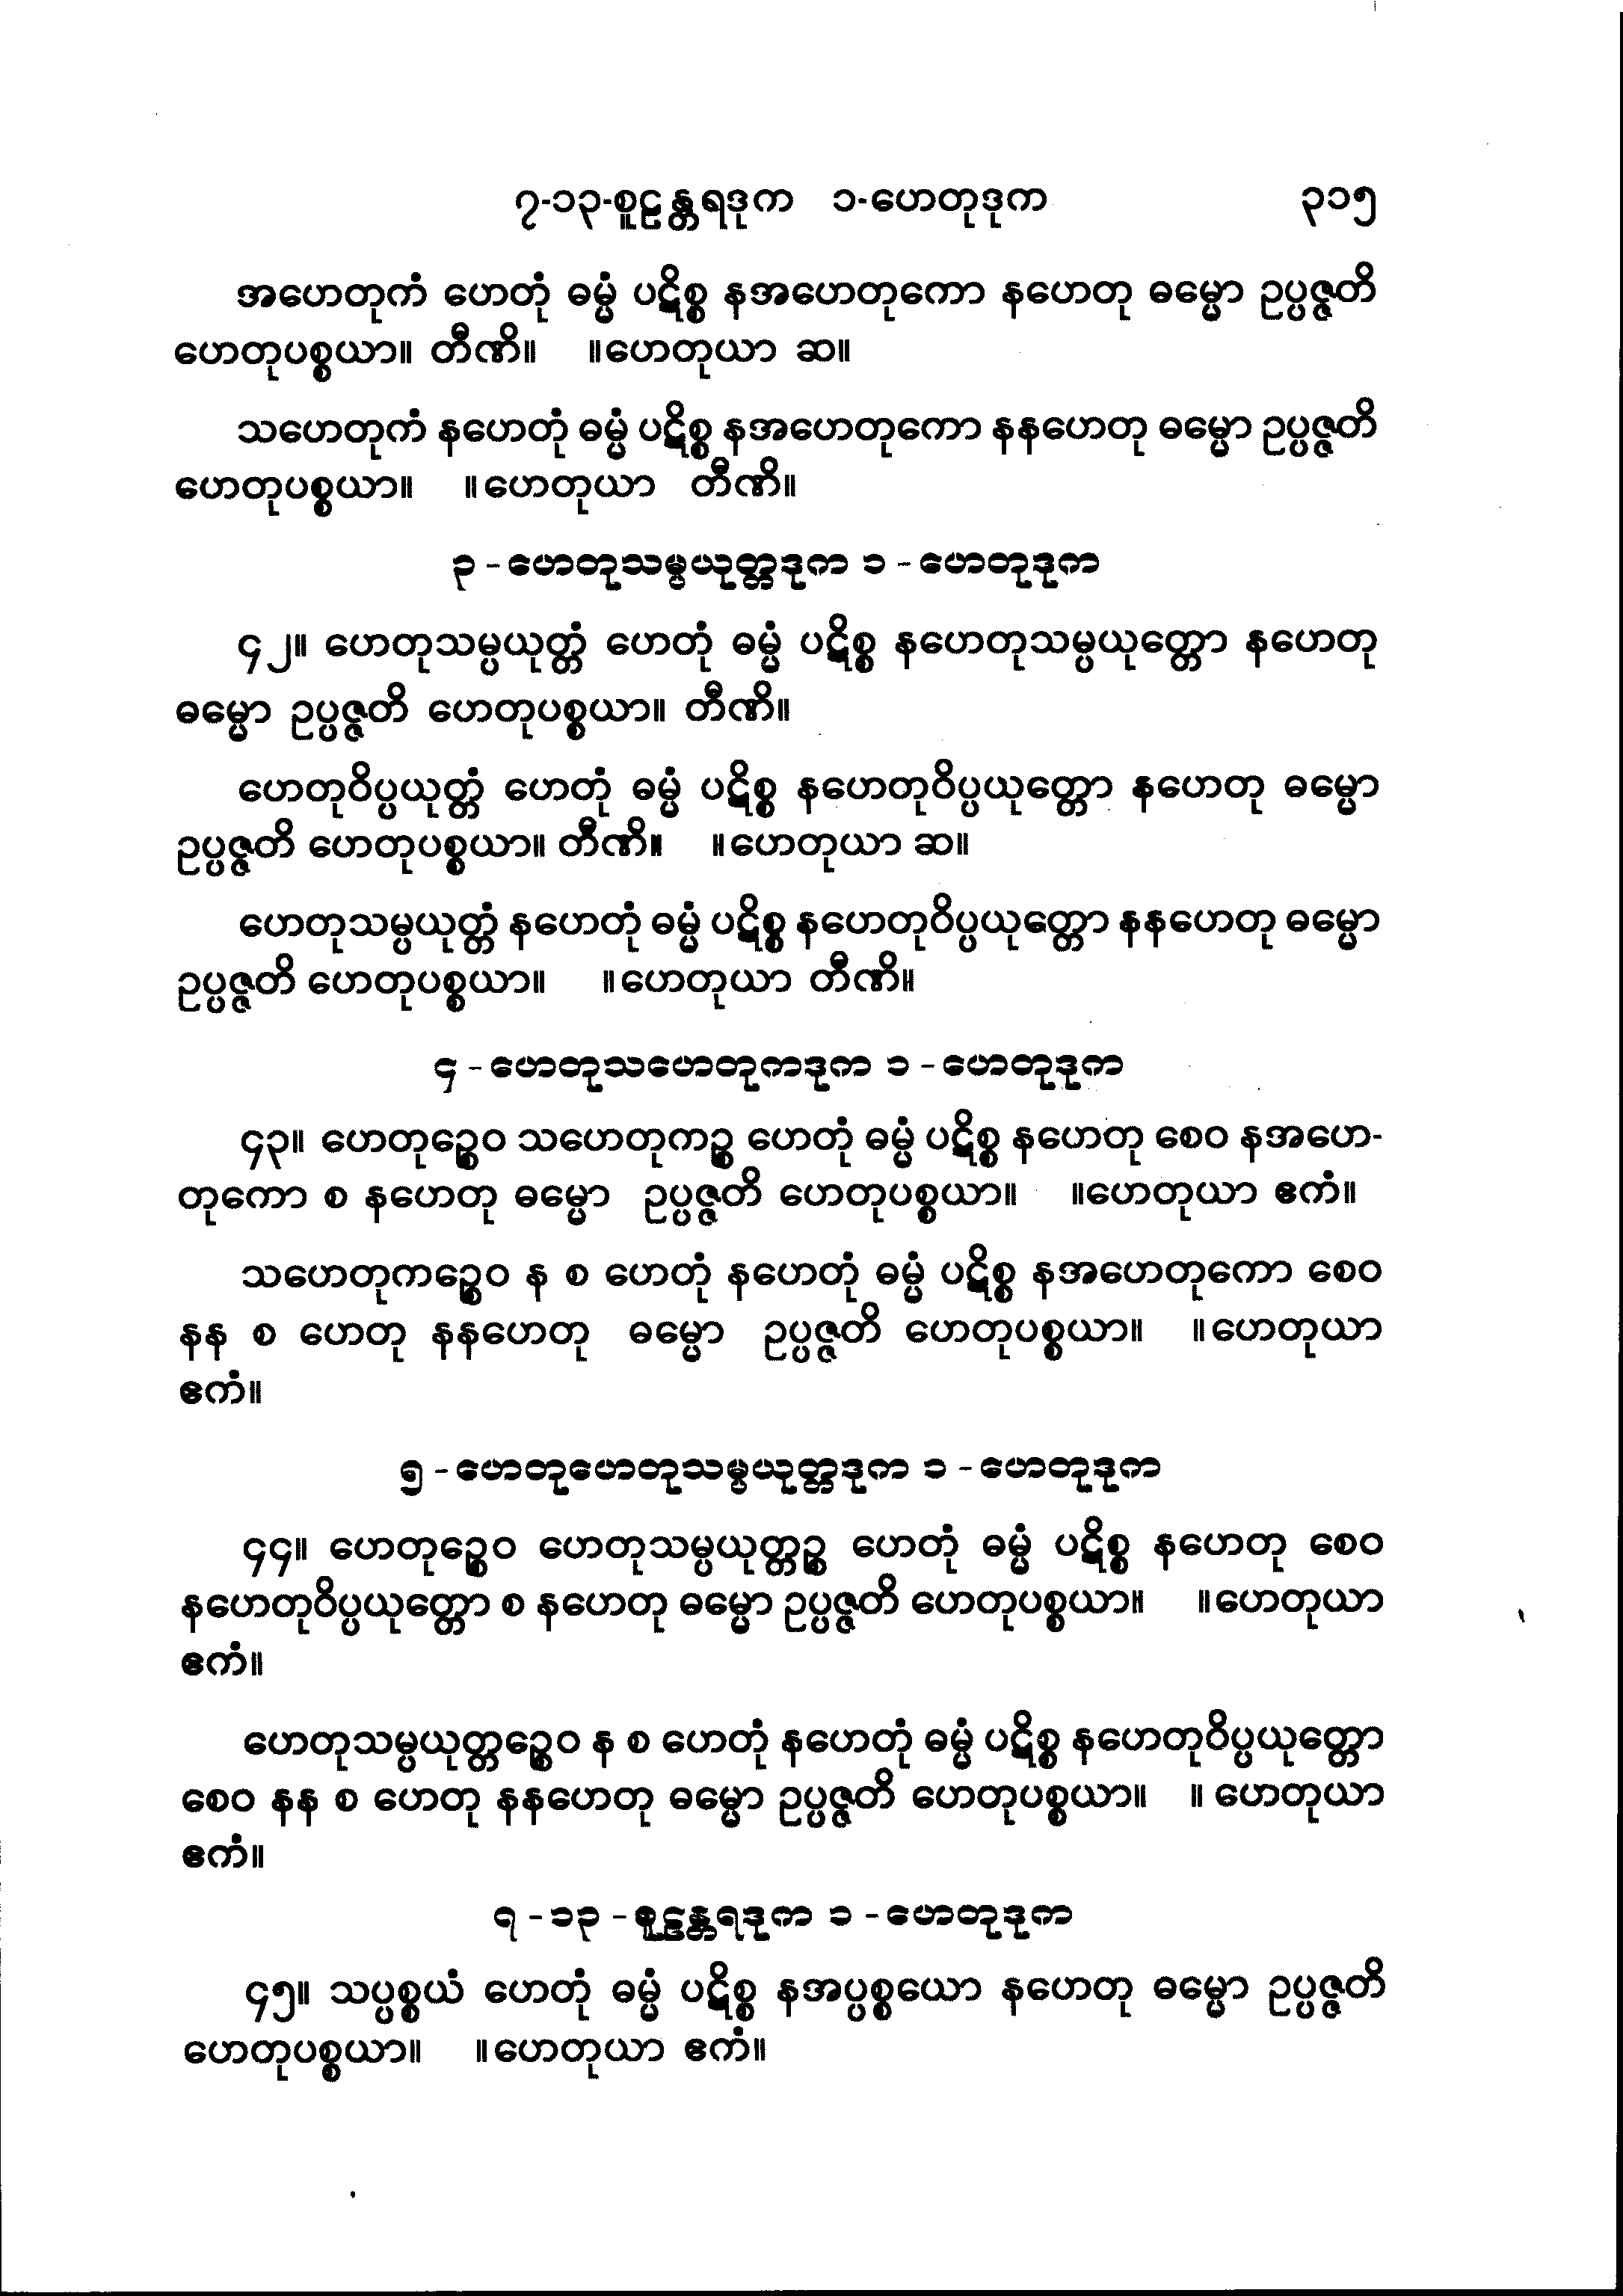 ၇-၁၃-စူဠန္တရဒုက ၁-ဟေတုဒုက ၃၁၅
အဟေတုကံ ဟေတုံ ဓမ္မံ ပဋိစ္စ နအဟေတုကော နဟေတု ဓမ္မော ဥပ္ပဇ္ဇတိ
ဟေတုပစ္စယာ။ တီဏိ။ ။ဟေတုယာ ဆ။
သဟေတုကံ နဟေတုံ ဓမ္မံ ပဋိစ္စ နအဟေတုကော နနဟေတု ဓမ္မော ဥပ္ပဇ္ဇတိ
ဟေတုပစ္စယာ။ ။ဟေတုယာ တီဏိ။
၃ - ဟေတုသမ္ပယုတ္တဒုက ၁ - ဟေတုဒုက
၄၂။ ဟေတုသမ္ပယုတ္တံ ဟေတုံ ဓမ္မံ ပဋိစ္စ နဟေတုသမ္ပယုတ္တော နဟေတု
ဓမ္မော ဥပ္ပဇ္ဇတိ ဟေတုပစ္စယာ။ တီဏိ။
ဟေတုဝိပ္ပယုတ္တံ ဟေတုံ ဓမ္မံ ပဋိစ္စ နဟေတုဝိပ္ပယုတ္တော နဟေတု ဓမ္မော
ဥပ္ပဇ္ဇတိ ဟေတုပစ္စယာ။ တီဏိ။ ။ဟေတုယာ ဆ။
ဟေတုသမ္ပယုတ္တံ နဟေတုံ ဓမ္မံ ပဋိစ္စ နဟေတုဝိပ္ပယုတ္တော နနဟေတု ဓမ္မော
ဥပ္ပဇ္ဇတိ ဟေတုပစ္စယာ။ ။ဟေတုယာ တီဏိ။
၄ - ဟေတုသဟေတုကဒုက ၁ - ဟေတုဒုက
၄၃။ ဟေတုဉ္စေဝ သဟေတုကဉ္စ ဟေတုံ ဓမ္မံ ပဋိစ္စ နဟေတု စေဝ နအဟေ-
တုကော စ နဟေတု ဓမ္မော ဥပ္ပဇ္ဇတိ ဟေတုပစ္စယာ။ ။ဟေတုယာ ဧကံ။
သဟေတုကဉ္စေဝ န စ ဟေတုံ နဟေတုံ ဓမ္မံ ပဋိစ္စ နအဟေတုကော စေဝ
နန စ ဟေတု နနဟေတု ဓမ္မော ဥပ္ပဇ္ဇတိ ဟေတုပစ္စယာ။ ။ဟေတုယာ
ဧကံ။
၅ - ဟေတုဟေတုသမ္ပယုတ္တဒုက ၁ - ဟေတုဒုက
၄၄။ ဟေတုဉ္စေဝ ဟေတုသမ္ပယုတ္တဉ္စ ဟေတုံ ဓမ္မံ ပဋိစ္စ နဟေတု စေဝ
နဟေတုဝိပ္ပယုတ္တော စ နဟေတု ဓမ္မော ဥပ္ပဇ္ဇတိ ဟေတုပစ္စယာ။ ။ဟေတုယာ
ဧကံ။
ဟေတုသမ္ပယုတ္တဉ္စေဝ န စ ဟေတုံ နဟေတုံ ဓမ္မံ ပဋိစ္စ နဟေတုဝိပ္ပယုတ္တော
စေဝ နန စ ဟေတု နနဟေတု ဓမ္မော ဥပ္ပဇ္ဇတိ ဟေတုပစ္စယာ။ ။ ဟေတုယာ
ဧကံ။
၇ - ၁၃ - စူဠန္တရဒုက ၁ - ဟေတုဒုက
၄၅။ သပ္ပစ္စယံ ဟေတုံ ဓမ္မံ ပဋိစ္စ နအပ္ပစ္စယော နဟေတု ဓမ္မော ဥပ္ပဇ္ဇတိ
ဟေတုပစ္စယာ။ ။ဟေတုယာ ဧကံ။